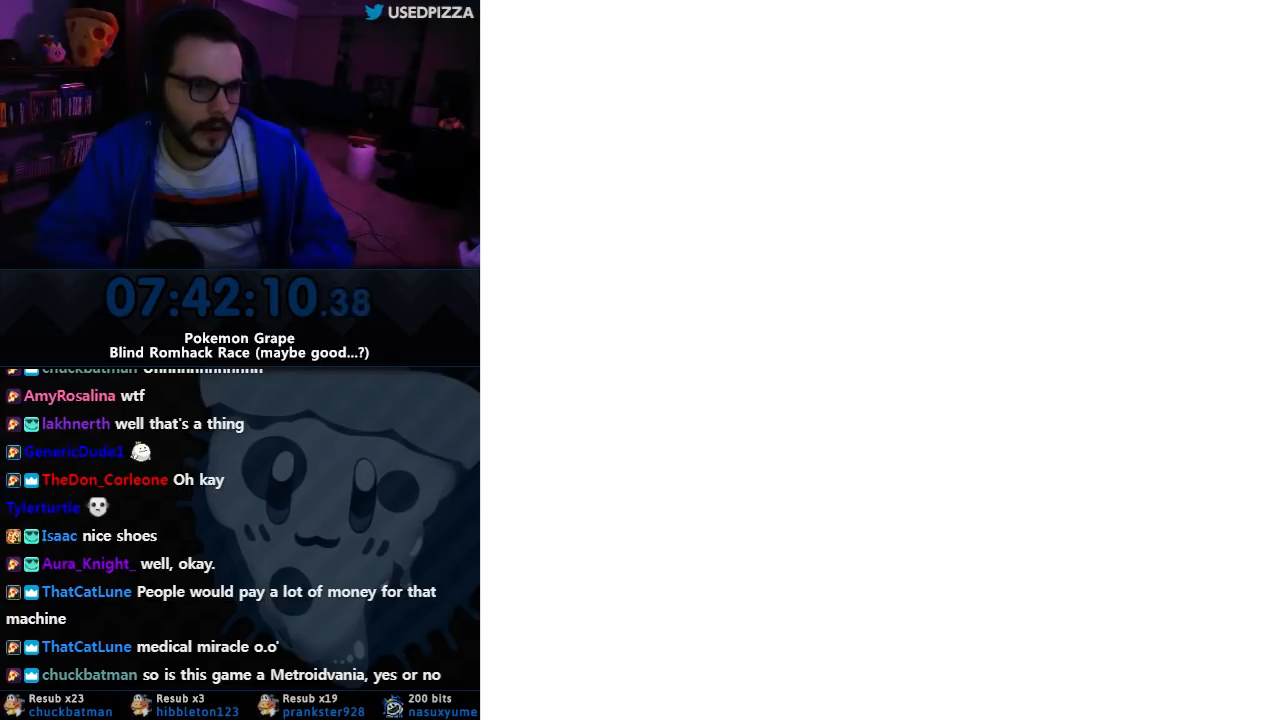 USEDPIZZA
07:42:10.38
Pokemon Grape
Blind Romhack Race (maybe good...?)
chuckbatman
AmyRosalina wtf
lakhnerth well that's a thing
GenericDude1
TheDon_Corleone Oh kay
Tylerturtle
Isaac nice shoes
Aura_Knight_ well, okay.
ThatCatLune People would pay a lot of money for that
machine
ThatCatLune medical miracle o.o'
chuckbatman so is this game a Metroidvania, yes or no
Resub x23
chuckbatman
Resub x3
hibbleton123
Resub x19
prankster928
200 bits
nasuxyume